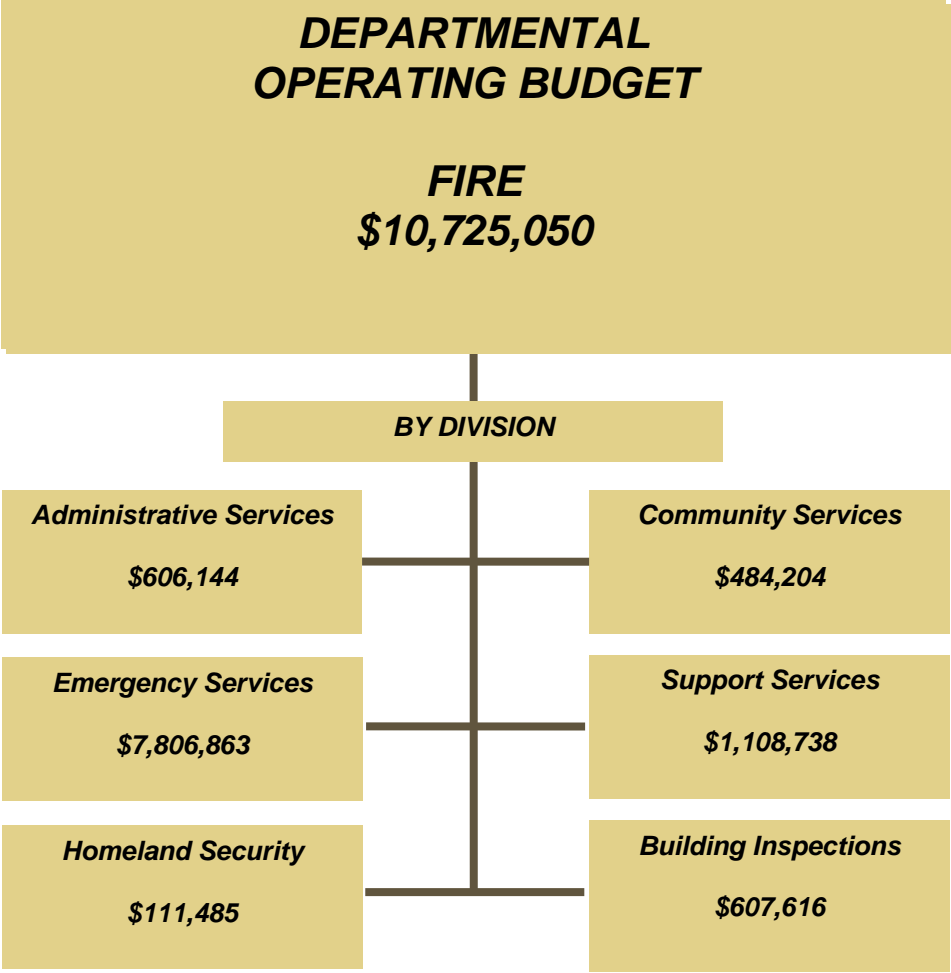 DEPARTMENTAL
OPERATING BUDGET
FIRE
$10,725,050
BY DIVISION
Administrative Services
$606,144
Community Services
$484,204
Emergency Services
$7,806,863
Support Services
$1,108,738
Homeland Security
$111,485
Building Inspections
$607,616